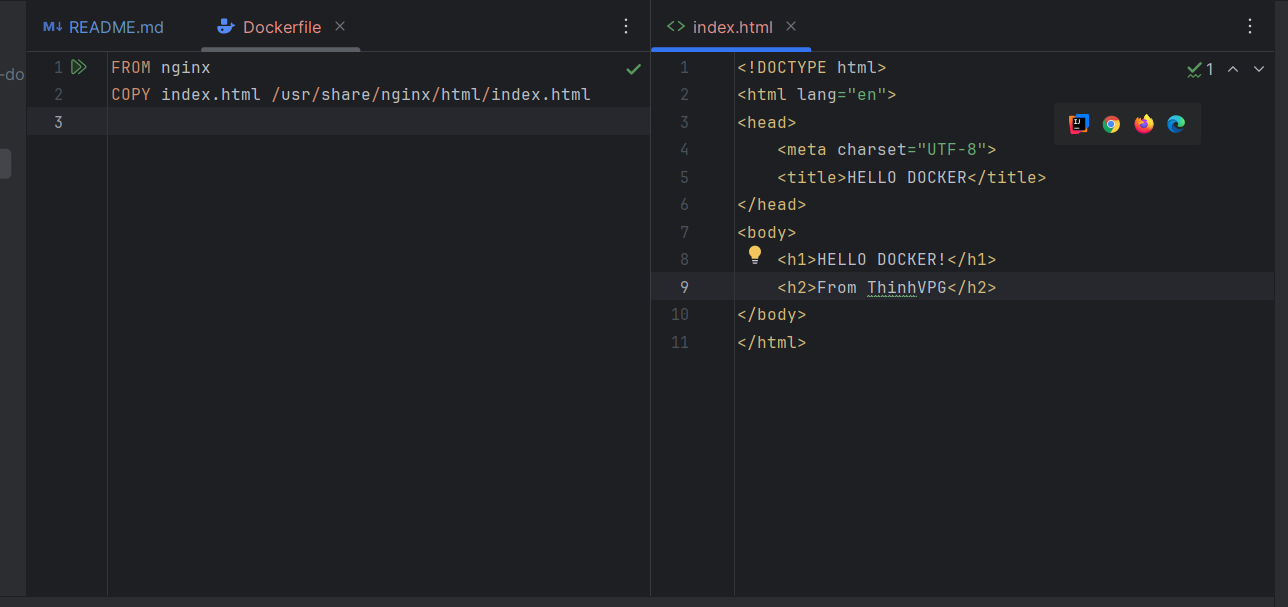 README.md
Dockerfile
-do
1 FROM nginx
2 COPY index.html /usr/share/nginx/html/index.html
3
index.html
1
1 <!DOCTYPE html>
2 <html lang="en">
3 <head>
4 <meta charset="UTF-8">
5 <title>HELLO DOCKER</title>
6 </head>
7 <body>
8 <h1>HELLO DOCKER!</h1>
9 <h2>From ThinhVPG</h2>
10 </body>
11 </html>